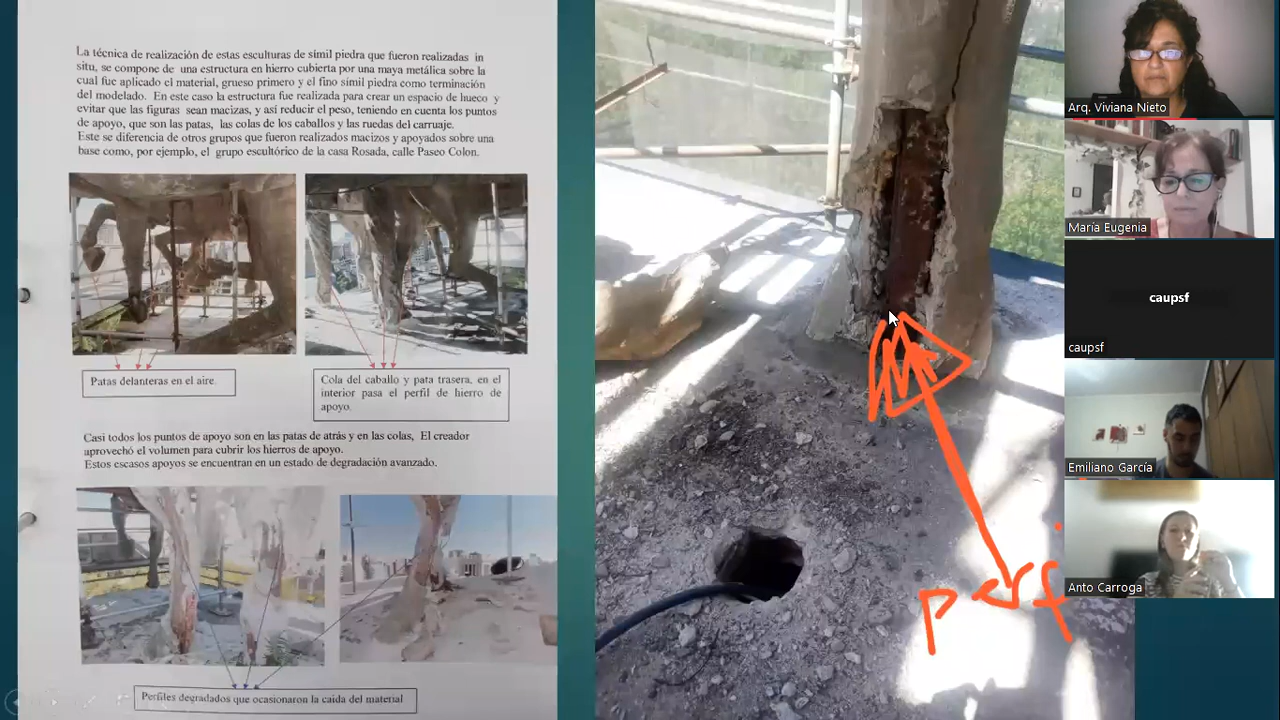 La técnica de realización de estas esculturas de símil piedra que fueron realizadas in
situ, se compone de una estructura en hierro cubierta por una maya metálica sobre la
cual fue aplicado el material, grueso primero y el fino símil piedra como terminación
del modelado. En este caso la estructura fue realizada para crear un espacio de hueco y
evitar que las figuras sean macizas, y así reducir el peso, teniendo en cuenta los puntos
de apoyo, que son las patas, las colas de los caballos y las ruedas del carruaje.
Este se diferencia de otros grupos que fueron realizados macizos y apoyados sobre una
base como, por ejemplo, el grupo escultórico de la casa Rosada, calle Paseo Colon.
Patas delanteras en el aire.
Cola del caballo y pata trasera, en el
interior pasa el perfil de hierro de
apoyo.
Casi todos los puntos de apoyo son en las patas de atrás y en las colas, El creador
aprovechó el volumen para cubrir los hierros de apoyo.
Estos escasos apoyos se encuentran en un estado de degradación avanzado.
Perfiles degradados que ocasionaron la caida del material
perf
Arq. Viviana Nieto
María Eugenia
caupsf
caupsf
Emiliano García
Anto Carroga